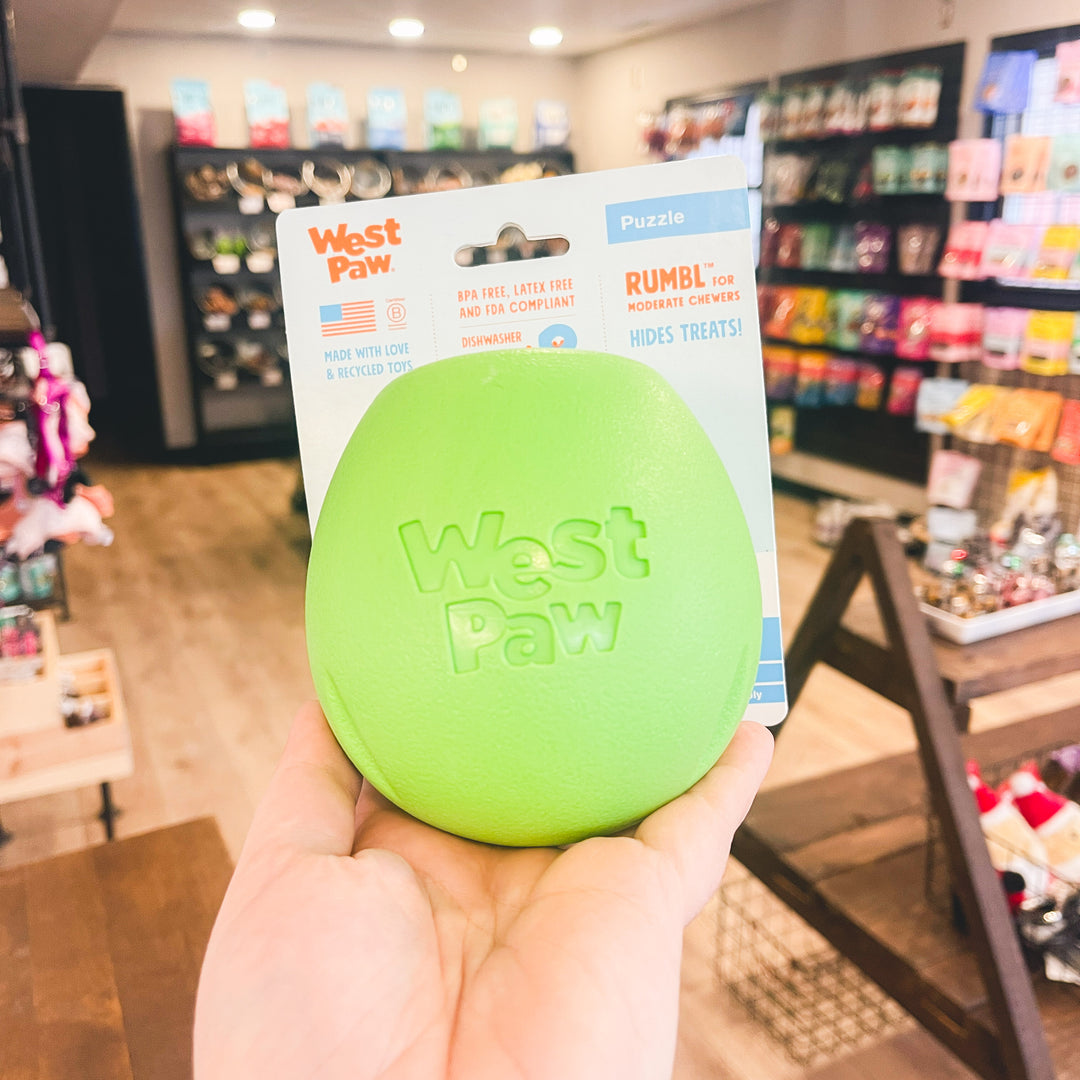 West
Paw®
Puzzle
BPA FREE, LATEX FREE
AND FDA COMPLIANT
RUMBL™ FOR
MODERATE CHEWERS
Certified
B
DISHWASHER
HIDES TREATS!
MADE WITH LOVE
& RECYCLED TOYS
West
Paw